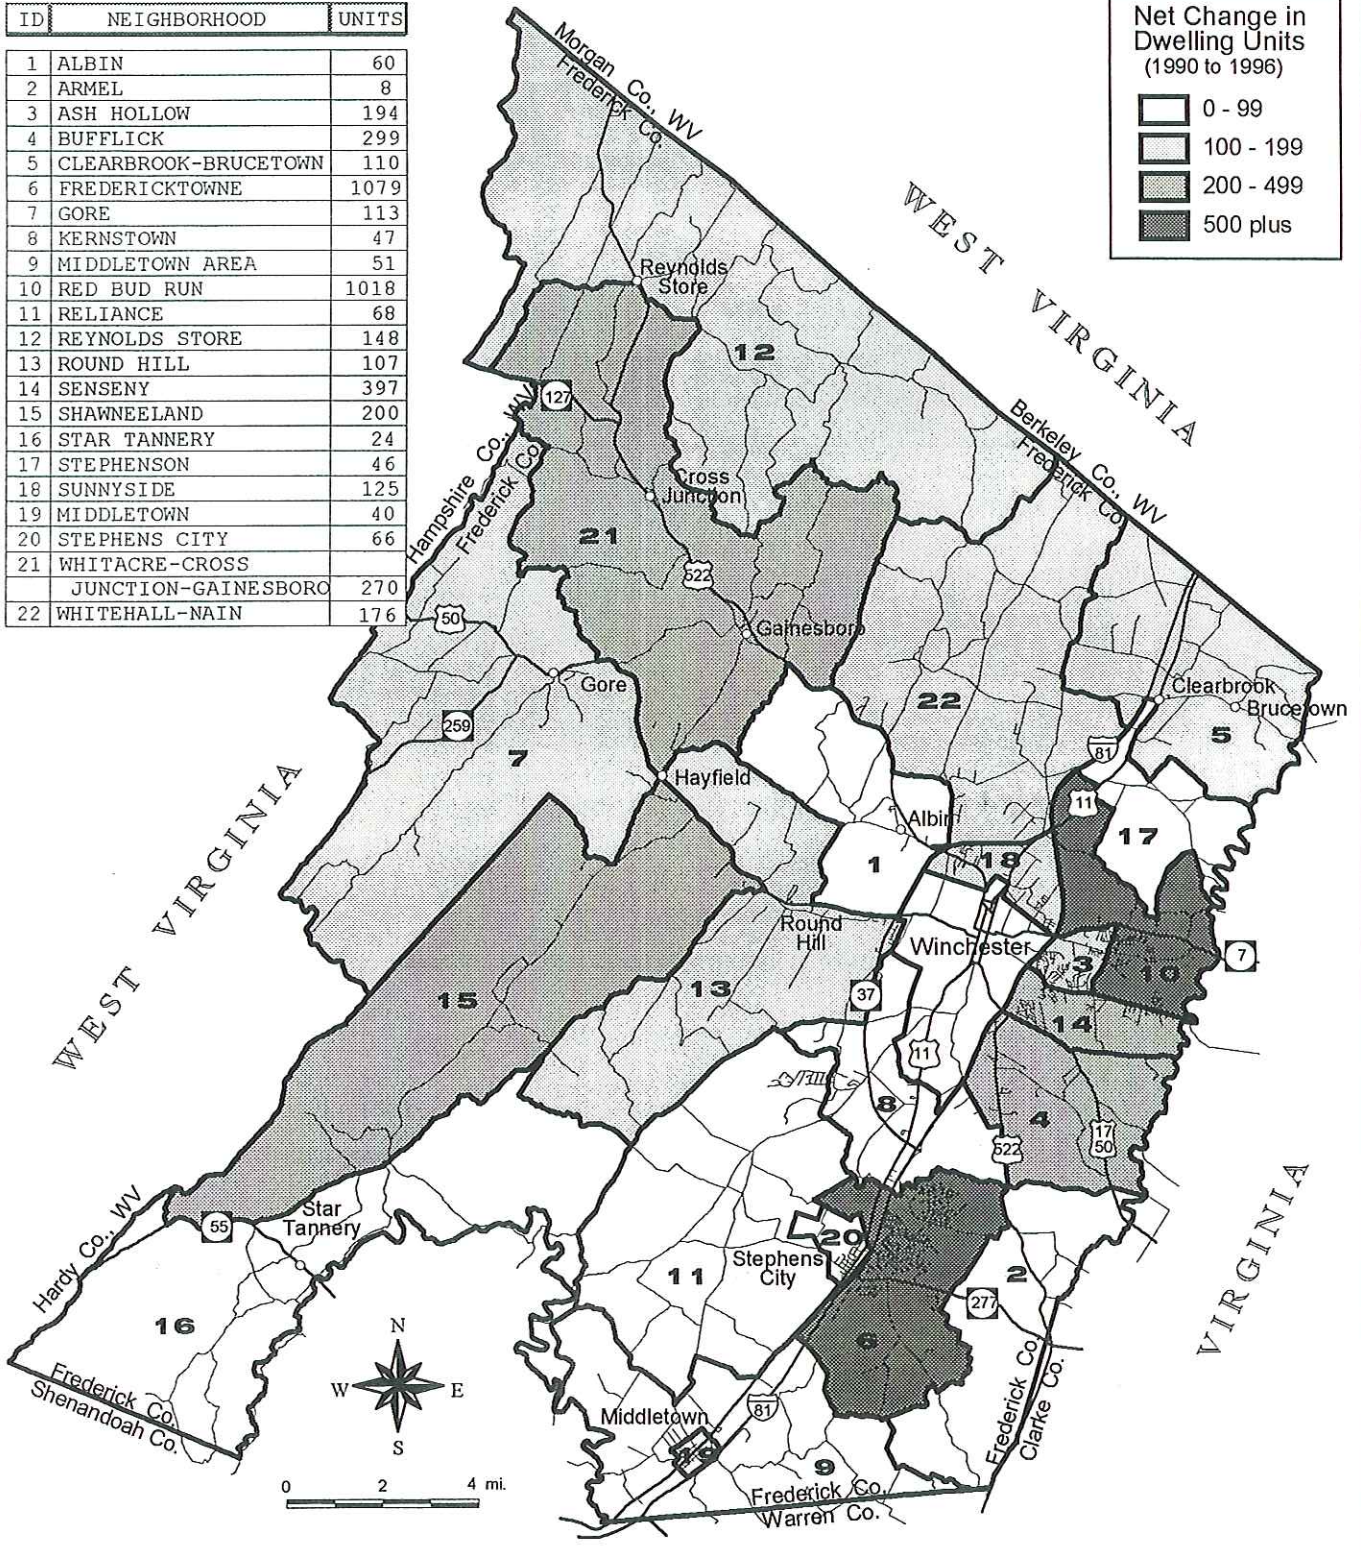 ID NEIGHBORHOOD UNITS
1 ALBIN 60
2 ARMEL 8
3 ASH HOLLOW 194
4 BUFFLICK 299
5 CLEARBROOK-BRUCETOWN 110
6 FREDERICKTOWNE 1079
7 GORE 113
8 KERNSTOWN 47
9 MIDDLETOWN AREA 51
10 RED BUD RUN 1018
11 RELIANCE 68
12 REYNOLDS STORE 148
13 ROUND HILL 107
14 SENSENY 397
15 SHAWNEELAND 200
16 STAR TANNERY 24
17 STEPHENSON 46
18 SUNNYSIDE 125
19 MIDDLETOWN 40
20 STEPHENS CITY 66
21 WHITACRE-CROSS
JUNCTION-GAINESBORO 270
22 WHITEHALL-NAIN 176
Net Change in
Dwelling Units
(1990 to 1996)
0 - 99
100 - 199
200 - 499
500 plus
Morgan Co., WV
Frederick Co.
WEST VIRGINIA
Reynolds
Store
12
127
Berkeley Co., WV
Frederick Co.
Hampshire Co., WV
Frederick Co.
Cross
Junction
21
522
50
Gainesboro
Gore
259
22
Clearbrook
Brucetown
5
81
7
Hayfield
11
Albin
17
1
18
WEST VIRGINIA
Round
Hill
Winchester
3
10
7
13
37
15
14
11
8
4
522
17
50
Hardy Co., WV
55
Star
Tannery
20
Stephens
City
11
2
277
VIRGINIA
16
6
N
W E
S
Frederick Co.
Shenandoah Co.
Frederick Co.
Clarke Co.
Middletown
81
19
9
0 2 4 mi.
Frederick Co.
Warren Co.